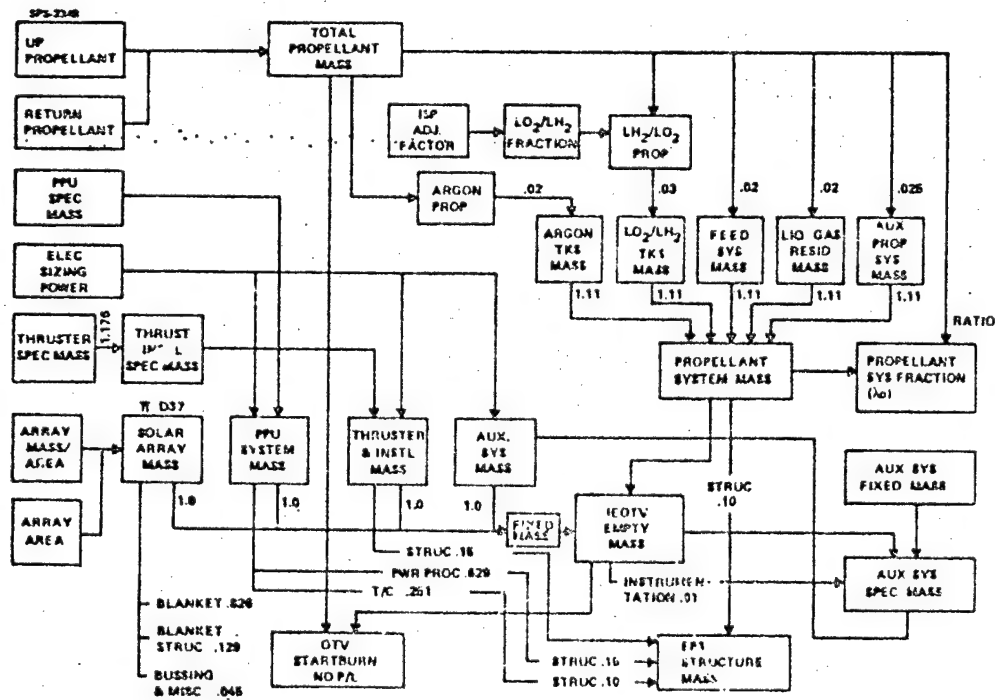 SPS-2348
UP
PROPELLANT
TOTAL
PROPELLANT
MASS
RETURN
PROPELLANT
ISP
ADJ.
FACTOR
LO2/LH2
FRACTION
LH2/LO2
PROP
PPU
SPEC
MASS
ARGON
PROP
.02
.03
.02
.02
.025
ARGON
TKS
MASS
LO2/LH2
TKS
MASS
FEED
SYS
MASS
LIQ GAS
RESID
MASS
AUX
PROP
SYS
MASS
ELEC
SIZING
POWER
1.11
1.11
1.11
1.11
1.11
THRUSTER
SPEC MASS
1.176
THRUST
INSTL
SPEC MASS
RATIO
PROPELLANT
SYSTEM MASS
PROPELLANT
SYS FRACTION
ARRAY
MASS/
AREA
π D37
SOLAR
ARRAY
MASS
PPU
SYSTEM
MASS
THRUSTER
& INSTL
MASS
AUX.
SYS MASS
STRUC
.10
AUX SYS
FIXED MASS
1.0
1.0
1.0
1.0
ARRAY
AREA
FIXED
MASS
IEOTV
EMPTY
MASS
STRUC .15
PWR PROC .629
T/C .251
INSTRUMEN-
TATION .01
AUX SYS
SPEC MASS
BLANKET .826
BLANKET
STRUC .129
BUSSING
& MISC .045
OTV
STARTBURN
NO P/L
STRUC .15
STRUC .10
STRUCTURE
MASS